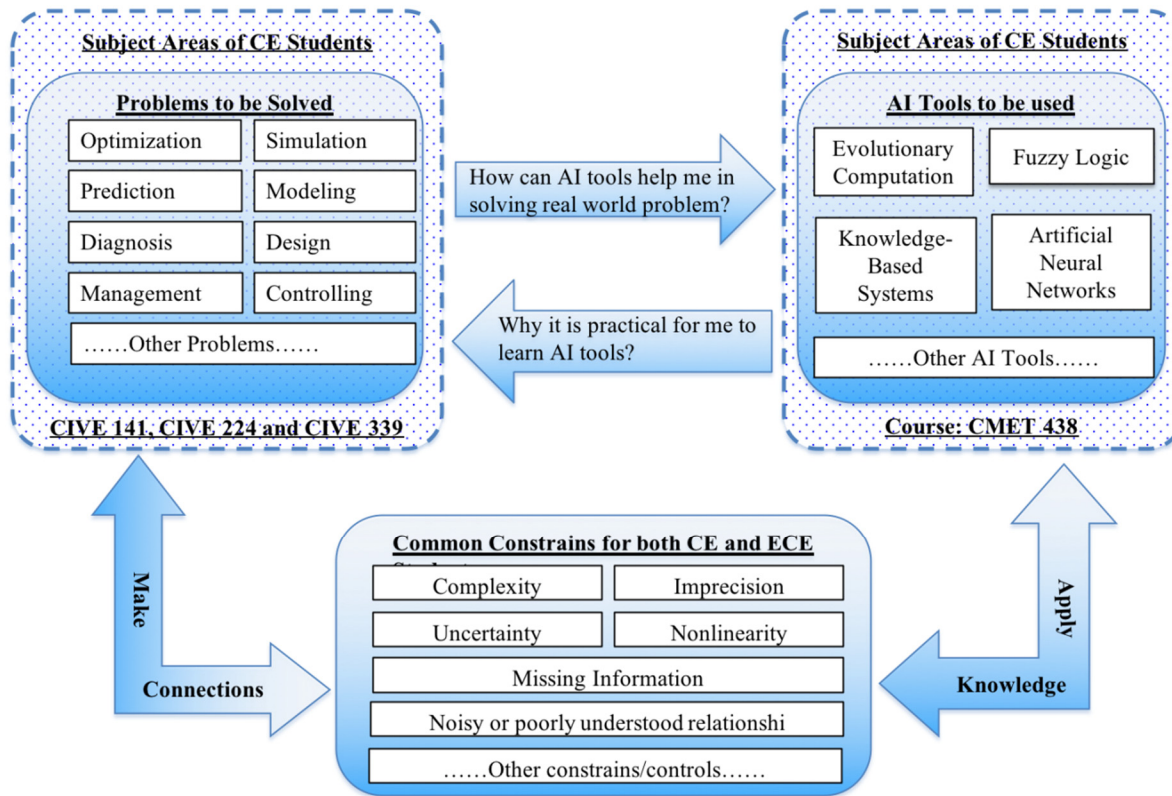 Subject Areas of CE Students
Problems to be Solved
Optimization
Simulation
Prediction
Modeling
Diagnosis
Design
Management
Controlling
……Other Problems……
CIVE 141, CIVE 224 and CIVE 339
How can AI tools help me in
solving real world problem?
Why it is practical for me to
learn AI tools?
Subject Areas of CE Students
AI Tools to be used
Evolutionary
Computation
Fuzzy Logic
Knowledge-
Based
Systems
Artificial
Neural
Networks
……Other AI Tools……
Course: CMET 438
Make
Connections
Common Constrains for both CE and ECE
Complexity
Imprecision
Uncertainty
Nonlinearity
Missing Information
Noisy or poorly understood relationshi
……Other constrains/controls……
Apply
Knowledge